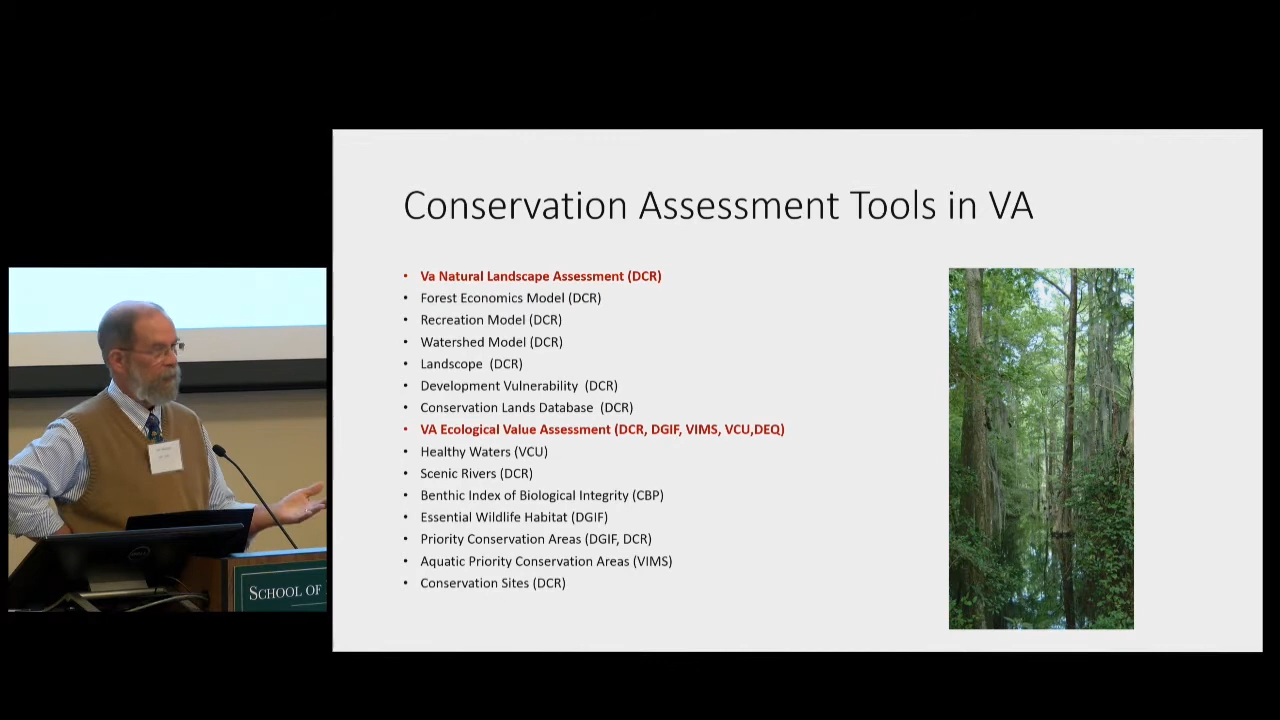 Conservation Assessment Tools in VA
• Va Natural Landscape Assessment (DCR)
• Forest Economics Model (DCR)
• Recreation Model (DCR)
• Watershed Model (DCR)
• Landscope (DCR)
• Development Vulnerability (DCR)
• Conservation Lands Database (DCR)
• VA Ecological Value Assessment (DCR, DGIF, VIMS, VCU,DEQ)
• Healthy Waters (VCU)
• Scenic Rivers (DCR)
• Benthic Index of Biological Integrity (CBP)
• Essential Wildlife Habitat (DGIF)
• Priority Conservation Areas (DGIF, DCR)
• Aquatic Priority Conservation Areas (VIMS)
• Conservation Sites (DCR)
SCHOOL OF